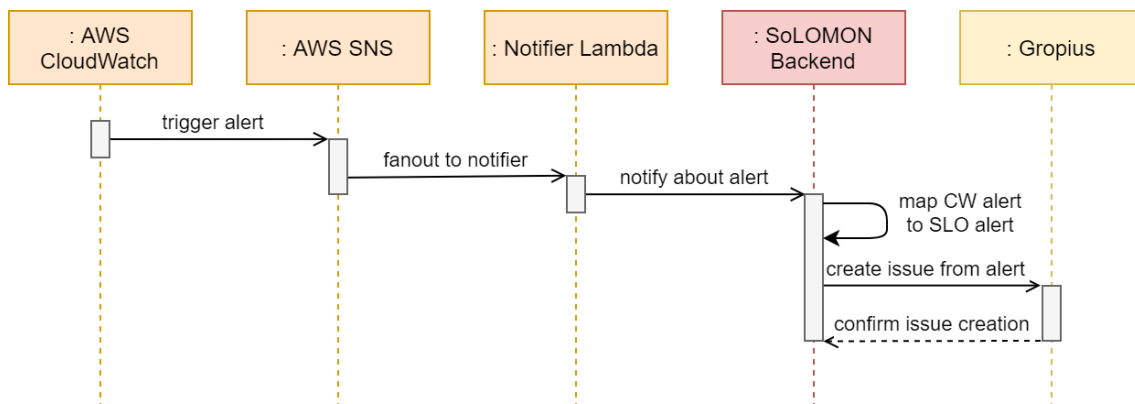 : AWS
CloudWatch
: AWS SNS
: Notifier Lambda
: SoLOMON
Backend
: Gropius
trigger alert
fanout to notifier
notify about alert
map CW alert
to SLO alert
create issue from alert
confirm issue creation